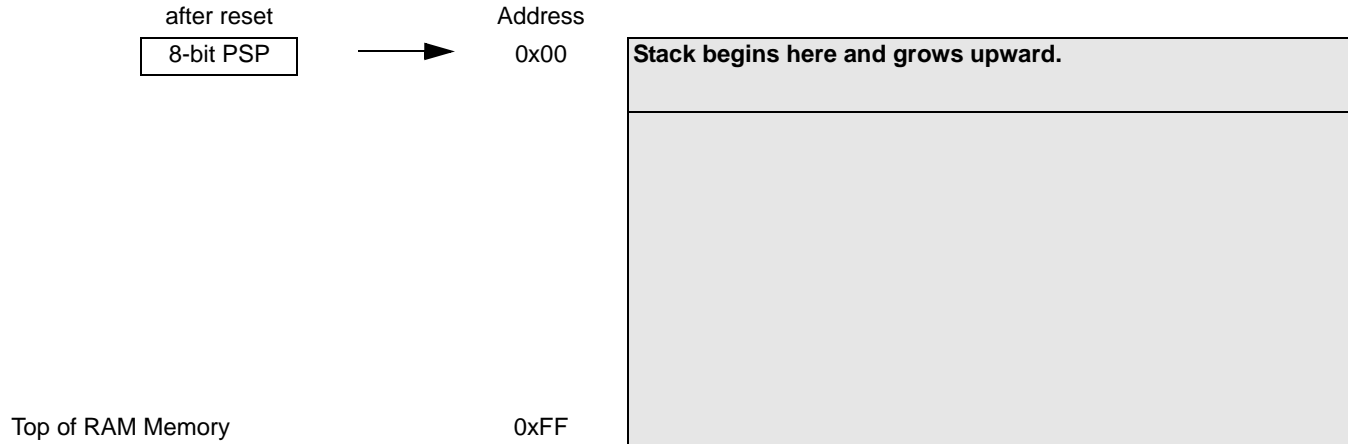 after reset Address
8-bit PSP 0x00 Stack begins here and grows upward.
Top of RAM Memory 0xFF